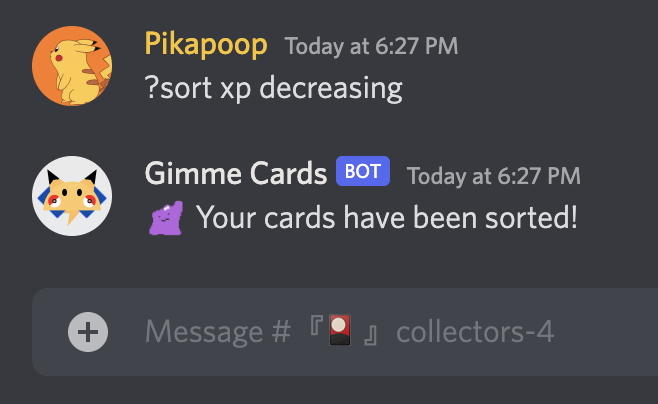 Pikapoop Today at 6:27 PM
?sort xp decreasing
Gimme Cards BOT Today at 6:27 PM
Your cards have been sorted!
Message # 『🎴』collectors-4